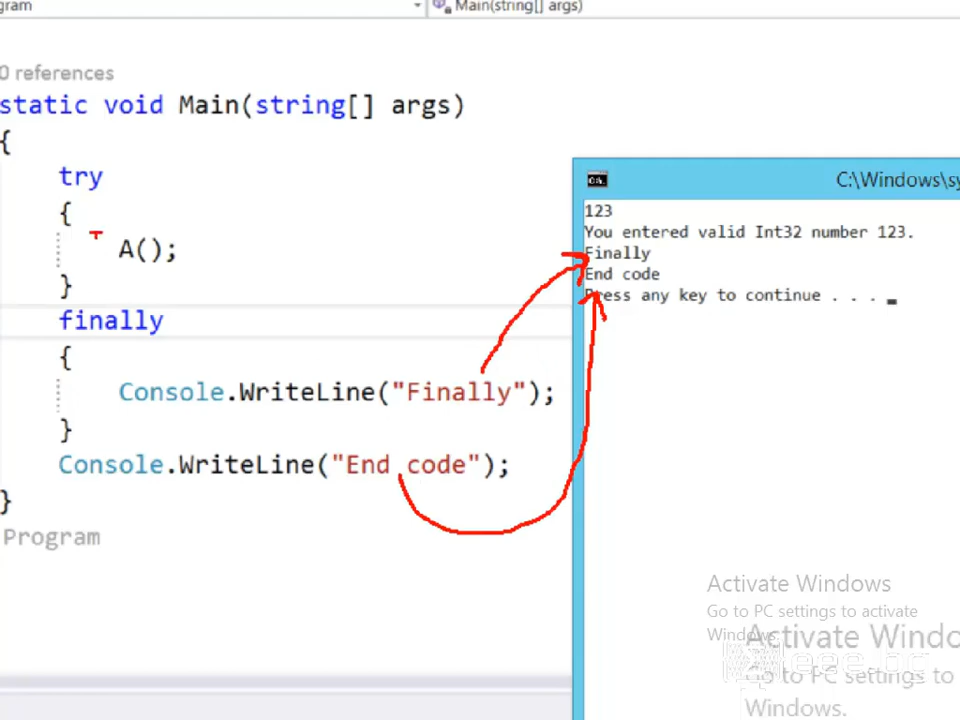 gram
Main(string[] args)
0 references
static void Main(string[] args)
{
try
{
A();
}
finally
{
Console.WriteLine("Finally");
}
Console.WriteLine("End code");
}
Program
C:\Windows\sy
123
You entered valid Int32 number 123.
Finally
End code
Press any key to continue . . .
Activate Windows
Go to PC settings to activate
Windows.
Activate Windo
Go to PC settings to
Windows.